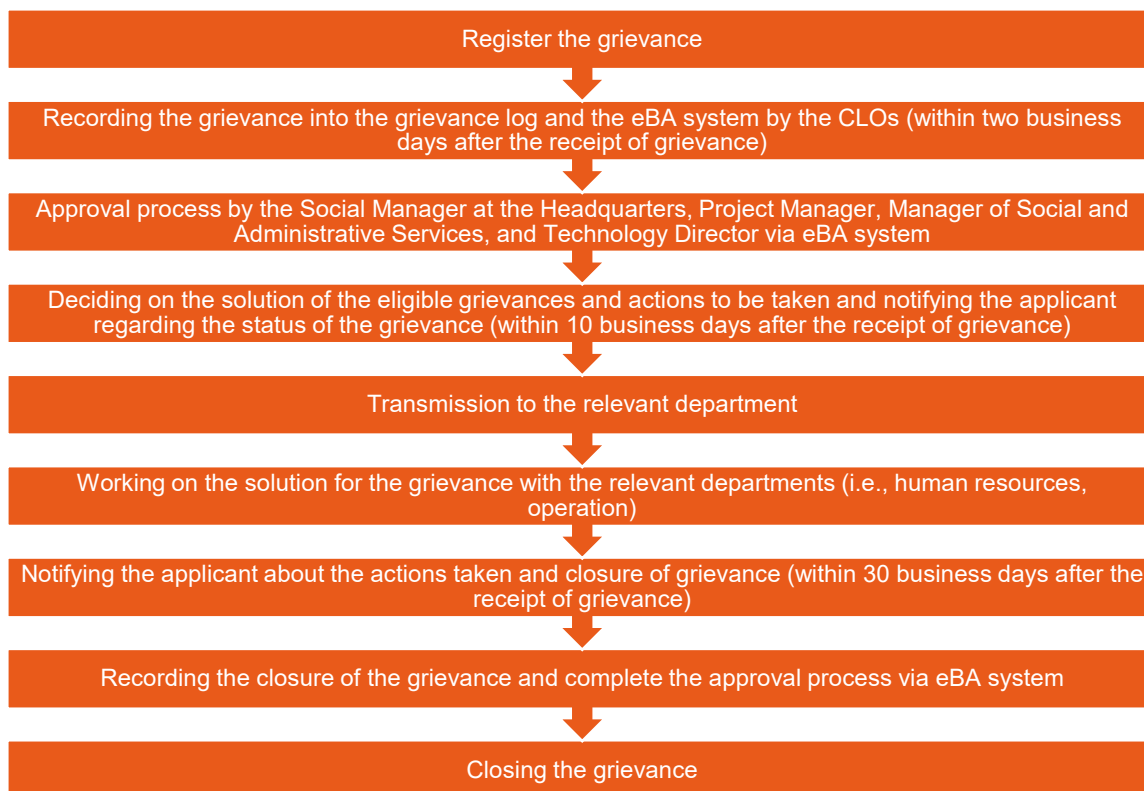 Register the grievance
Recording the grievance into the grievance log and the eBA system by the CLOs (within two business
days after the receipt of grievance)
Approval process by the Social Manager at the Headquarters, Project Manager, Manager of Social and
Administrative Services, and Technology Director via eBA system
Deciding on the solution of the eligible grievances and actions to be taken and notifying the applicant
regarding the status of the grievance (within 10 business days after the receipt of grievance)
Transmission to the relevant department
Working on the solution for the grievance with the relevant departments (i.e., human resources,
operation)
Notifying the applicant about the actions taken and closure of grievance (within 30 business days after the
receipt of grievance)
Recording the closure of the grievance and complete the approval process via eBA system
Closing the grievance